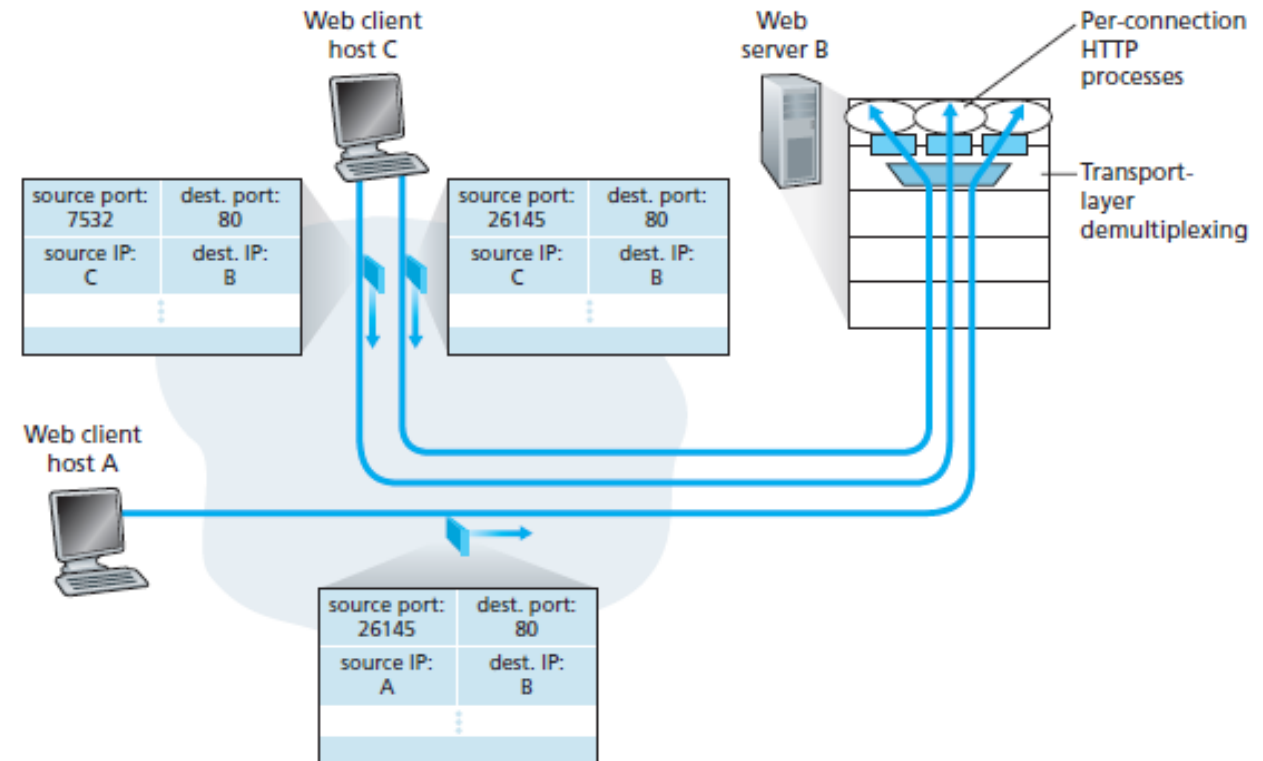 Web client
host C
Web
server B
Per-connection
HTTP
processes
Transport-
layer
demultiplexing
source port:
7532
dest. port:
80
source IP:
C
dest. IP:
B
source port:
26145
dest. port:
80
source IP:
C
dest. IP:
B
Web client
host A
source port:
26145
dest. port:
80
source IP:
A
dest. IP:
B